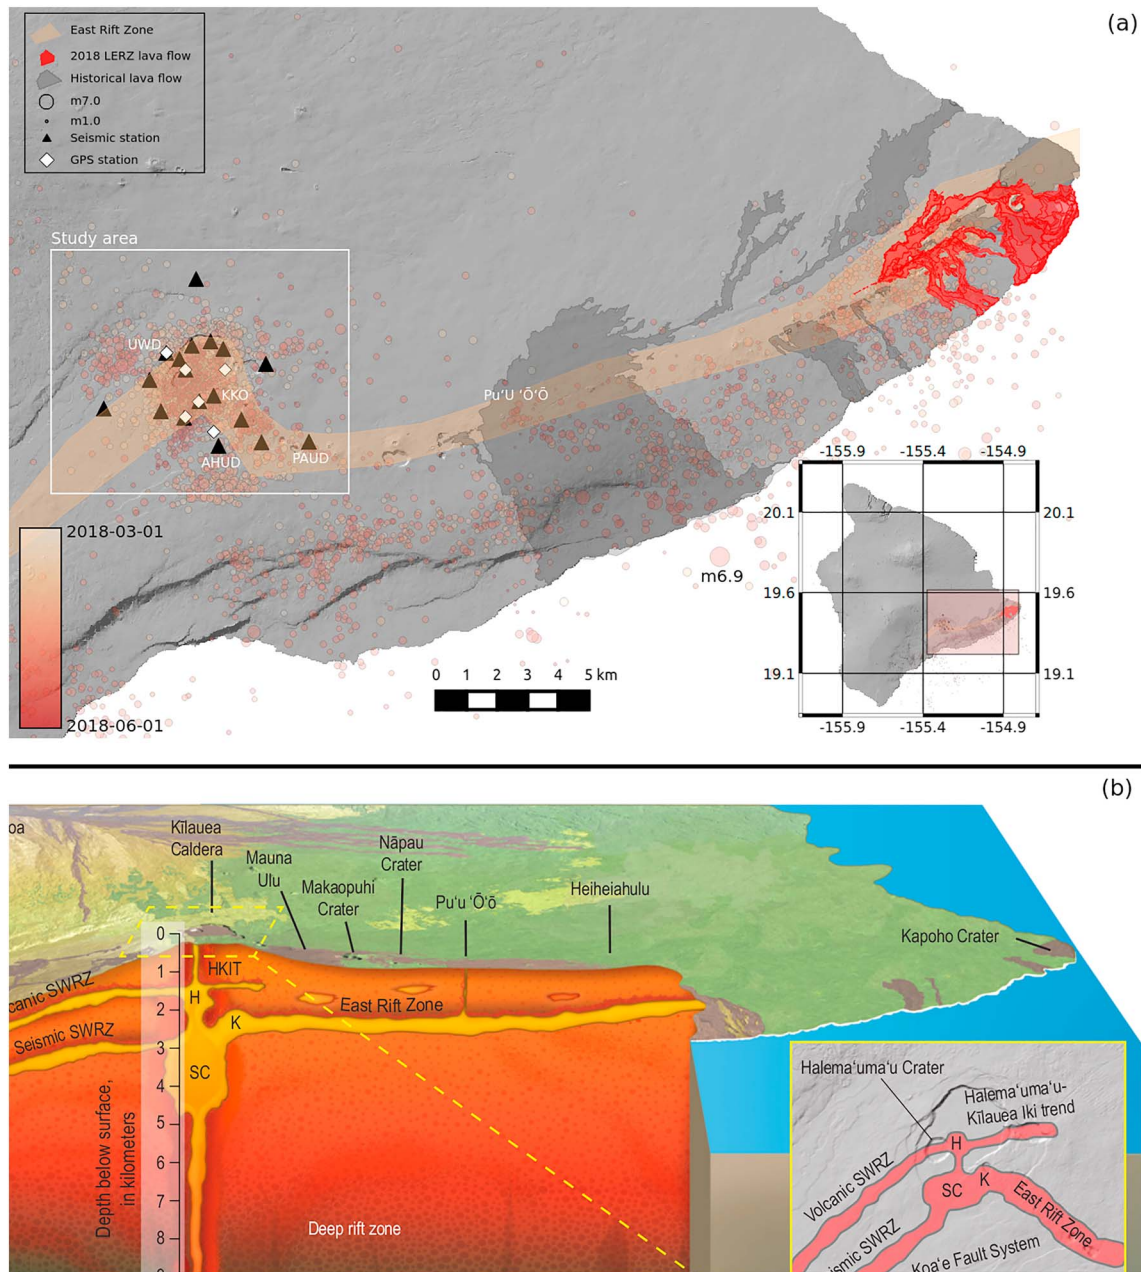 (a)
East Rift Zone
2018 LERZ lava flow
Historical lava flow
m7.0
m1.0
Seismic station
GPS station
Study area
UWD
KKO
AHUD
PAUD
Pu‘U ‘Ō‘Ō
m6.9
2018-03-01
2018-06-01
0 1 2 3 4 5 km
-155.9 -155.4 -154.9
20.1 20.1
19.6 19.6
19.1 19.1
-155.9 -155.4 -154.9
(b)
oa
Kīlauea
Caldera
Mauna
Ulu
Makaopuhi
Crater
Nāpau
Crater
Pu‘u ‘Ō‘ō
Heiheiahulu
Kapoho Crater
0
1
2
3
4
5
6
7
8
Depth below surface,
in kilometers
canic SWRZ
Seismic SWRZ
HKIT
H
K
SC
East Rift Zone
Deep rift zone
Halema‘uma‘u Crater
Halema‘uma‘u-
Kīlauea Iki trend
H
SC
K
Volcanic SWRZ
ismic SWRZ
East Rift Zone
Koa‘e Fault System